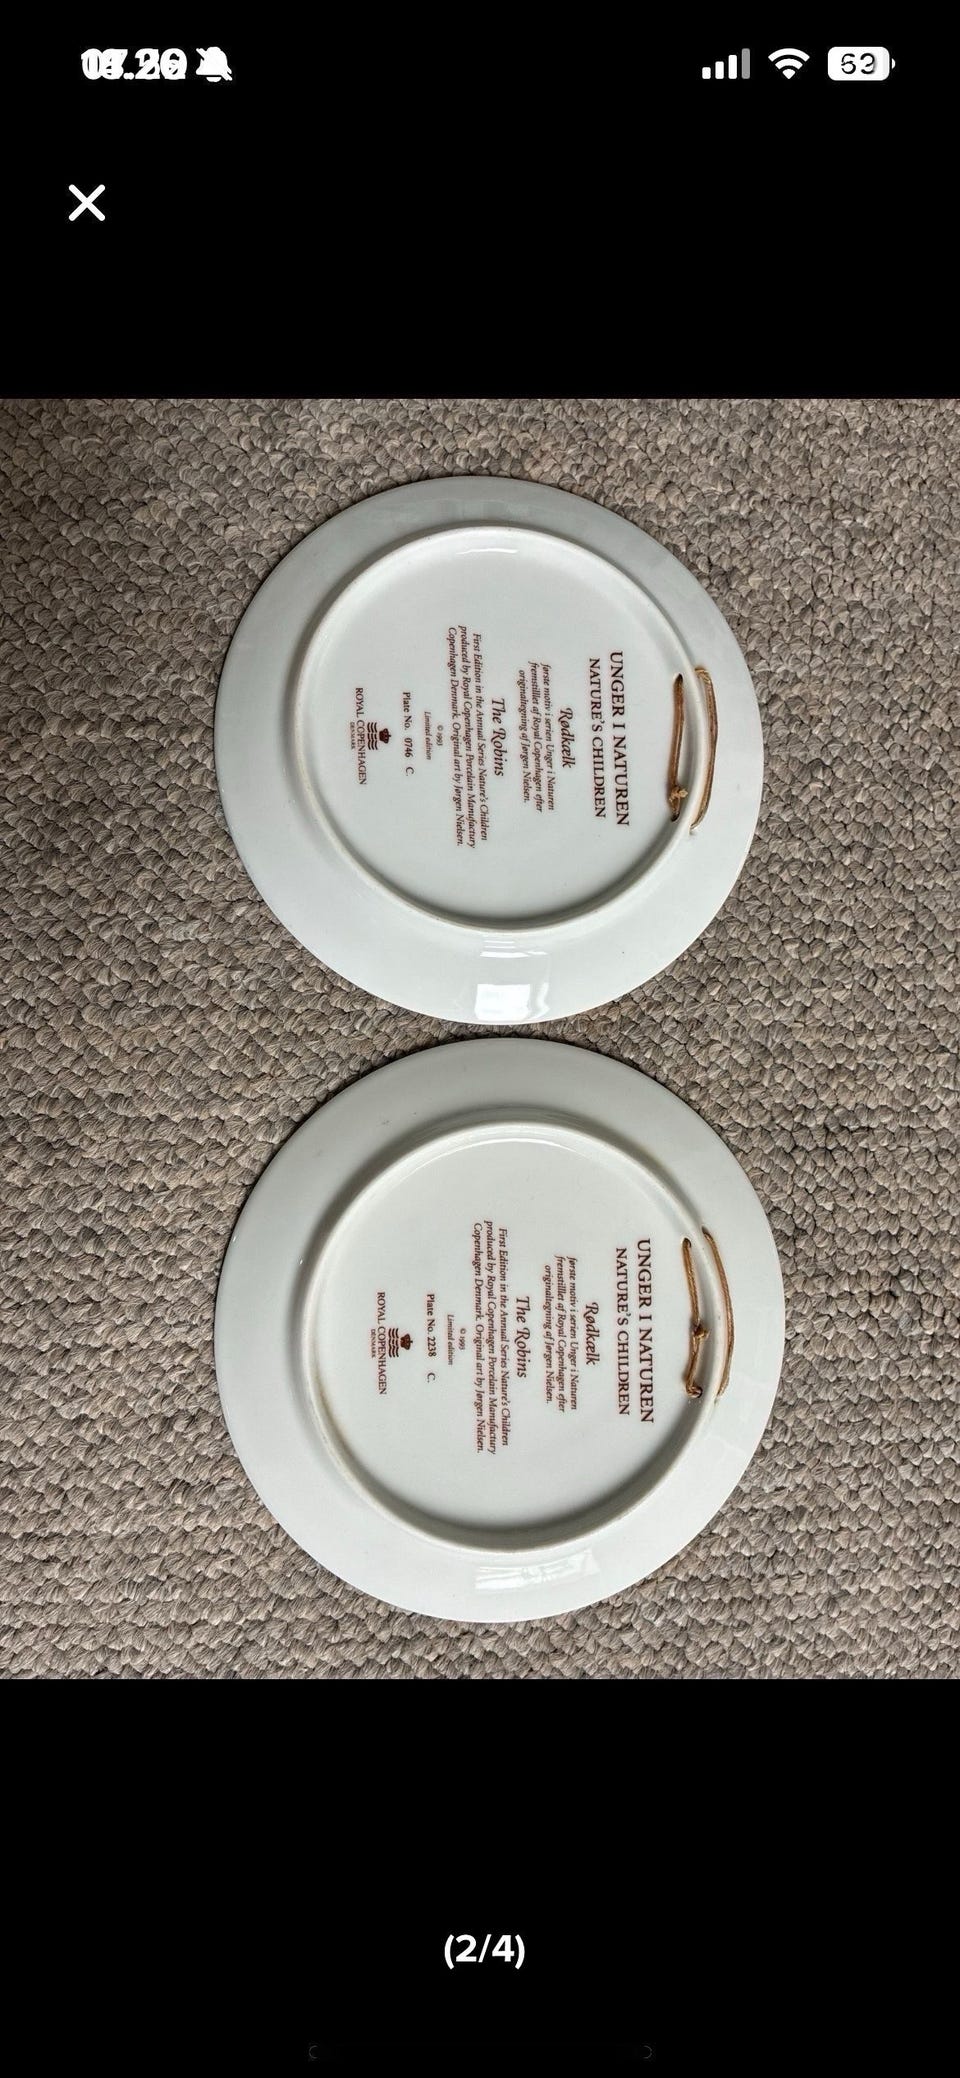 UNGER I NATUREN
NATURE'S CHILDREN
Rødkælk
første motiv i serien Unger i Naturen
fremstillet af Royal Copenhagen efter
originaltegning af Jørgen Nielsen.
The Robins
First Edition in the Annual Series Nature's Children
produced by Royal Copenhagen Porcelain Manufactury
Copenhagen Denmark. Original art by Jørgen Nielsen.
© 1993
Limited edition
Plate No. 0746 C.
ROYAL COPENHAGEN
DENMARK
UNGER I NATUREN
NATURE'S CHILDREN
Rødkælk
første motiv i serien Unger i Naturen
fremstillet af Royal Copenhagen efter
originaltegning af Jørgen Nielsen.
The Robins
First Edition in the Annual Series Nature's Children
produced by Royal Copenhagen Porcelain Manufactury
Copenhagen Denmark. Original art by Jørgen Nielsen.
© 1993
Limited edition
Plate No. 2238 C.
ROYAL COPENHAGEN
DENMARK
(2/4)